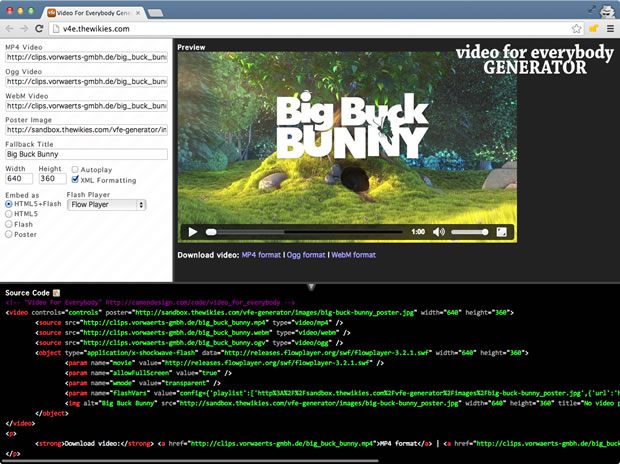 Video For Everybody GENERATOR
v4e.thewikies.com
MP4 Video
http://clips.vorwaerts-gmbh.de/big_buck_bun
Ogg Video
http://clips.vorwaerts-gmbh.de/big_buck_bun
WebM Video
http://clips.vorwaerts-gmbh.de/big_buck_bun
Poster Image
http://sandbox.thewikies.com/vfe-generator/in
Fallback Title
Big Buck Bunny
Width Height
640 360
Autoplay
XML Formatting
Embed as
HTML5+Flash
HTML5
Flash
Poster
Flash Player
Flow Player
Preview
video for everybody
GENERATOR
Big Buck
BUNNY
1:00
Download video: MP4 format | Ogg format | WebM format
Source Code
<!-- "Video For Everybody" http://camendesign.com/code/video_for_everybody -->
<video controls="controls" poster="http://sandbox.thewikies.com/vfe-generator/images/big-buck-bunny_poster.jpg" width="640" height="360">
<source src="http://clips.vorwaerts-gmbh.de/big_buck_bunny.mp4" type="video/mp4" />
<source src="http://clips.vorwaerts-gmbh.de/big_buck_bunny.webm" type="video/webm" />
<source src="http://clips.vorwaerts-gmbh.de/big_buck_bunny.ogv" type="video/ogg" />
<object type="application/x-shockwave-flash" data="http://releases.flowplayer.org/swf/flowplayer-3.2.1.swf" width="640" height="360">
<param name="movie" value="http://releases.flowplayer.org/swf/flowplayer-3.2.1.swf" />
<param name="allowFullScreen" value="true" />
<param name="wmode" value="transparent" />
<param name="flashVars" value="config={'playlist':['http%3A%2F%2Fsandbox.thewikies.com%2Fvfe-generator%2Fimages%2Fbig-buck-bunny_poster.jpg',{'url':'h
<img alt="Big Buck Bunny" src="http://sandbox.thewikies.com/vfe-generator/images/big-buck-bunny_poster.jpg" width="640" height="360" title="No video p
</object>
</video>
<p>
<strong>Download video:</strong> <a href="http://clips.vorwaerts-gmbh.de/big_buck_bunny.mp4">MP4 format</a> | <a href="http://clips.vorwaerts-gmbh.de/big_buck
</p>